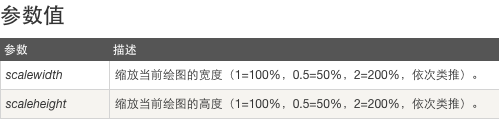 参数值
参数 描述
scalewidth 缩放当前绘图的宽度（1=100%，0.5=50%，2=200%，依次类推）。
scaleheight 缩放当前绘图的高度（1=100%，0.5=50%，2=200%，依次类推）。